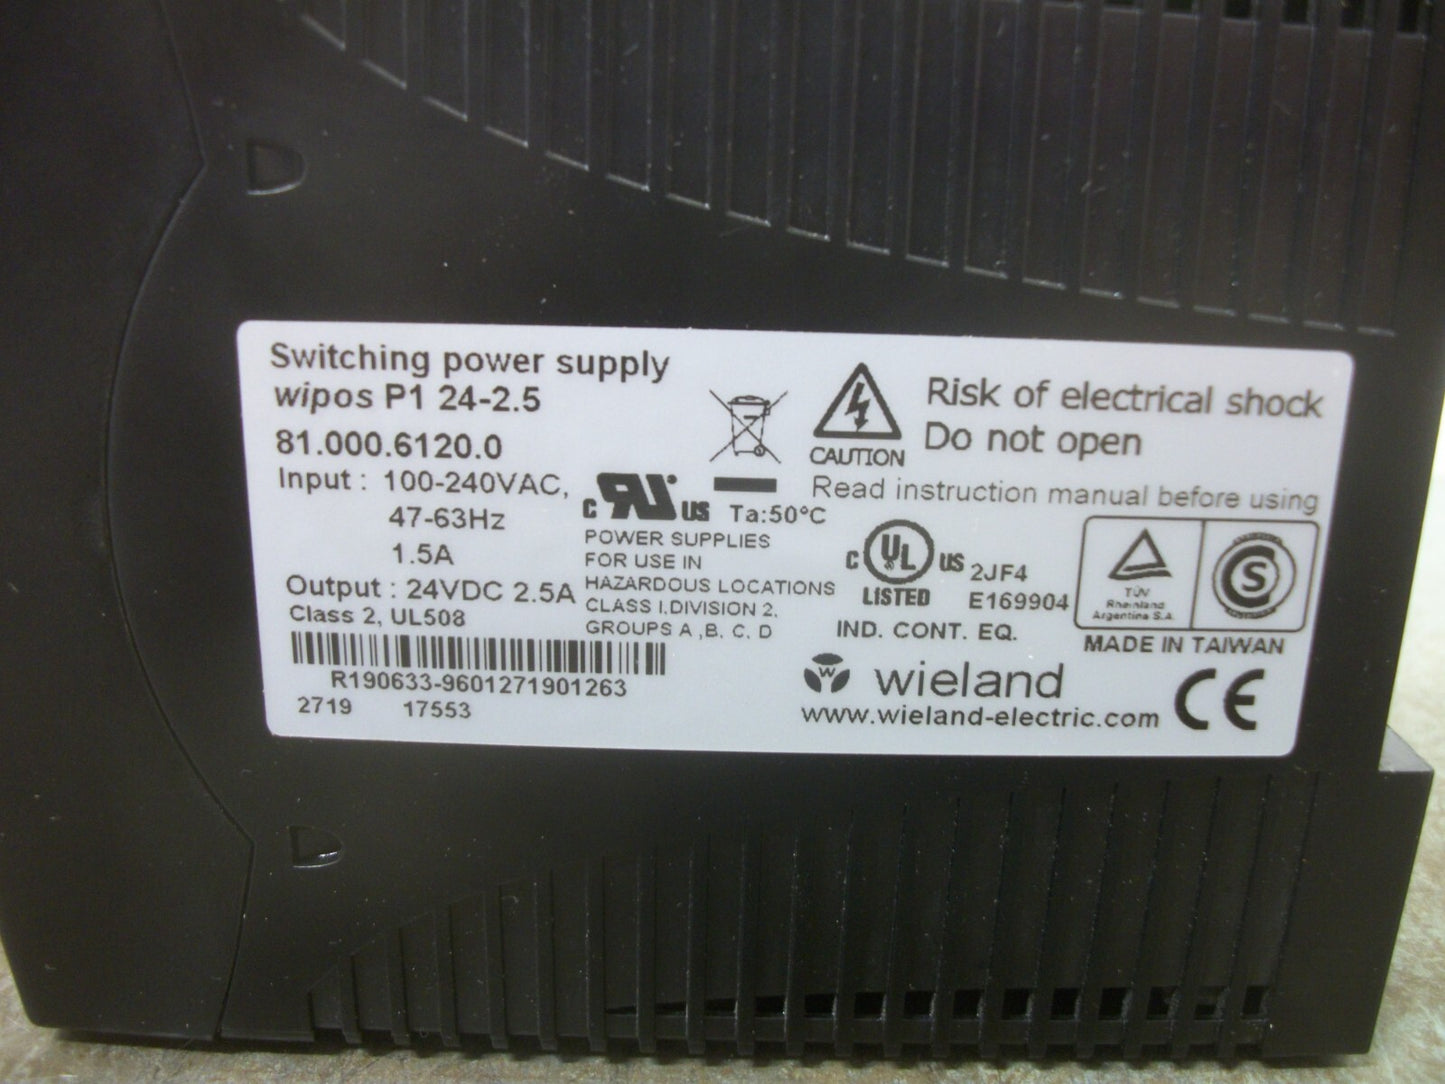 Switching power supply
wipos P1 24-2.5
81.000.6120.0
Input : 100-240VAC,
47-63Hz
1.5A
Output : 24VDC 2.5A
Class 2, UL508
R190633-9601271901263
2719 17553
c RU US
Ta:50°C
POWER SUPPLIES
FOR USE IN
HAZARDOUS LOCATIONS
CLASS I,DIVISION 2,
GROUPS A ,B, C, D
CAUTION
Risk of electrical shock
Do not open
Read instruction manual before using
c UL US
LISTED
2JF4
E169904
IND. CONT. EQ.
TÜV
Rheinland
Argentina S.A.
S
MADE IN TAIWAN
W wieland
www.wieland-electric.com
CE